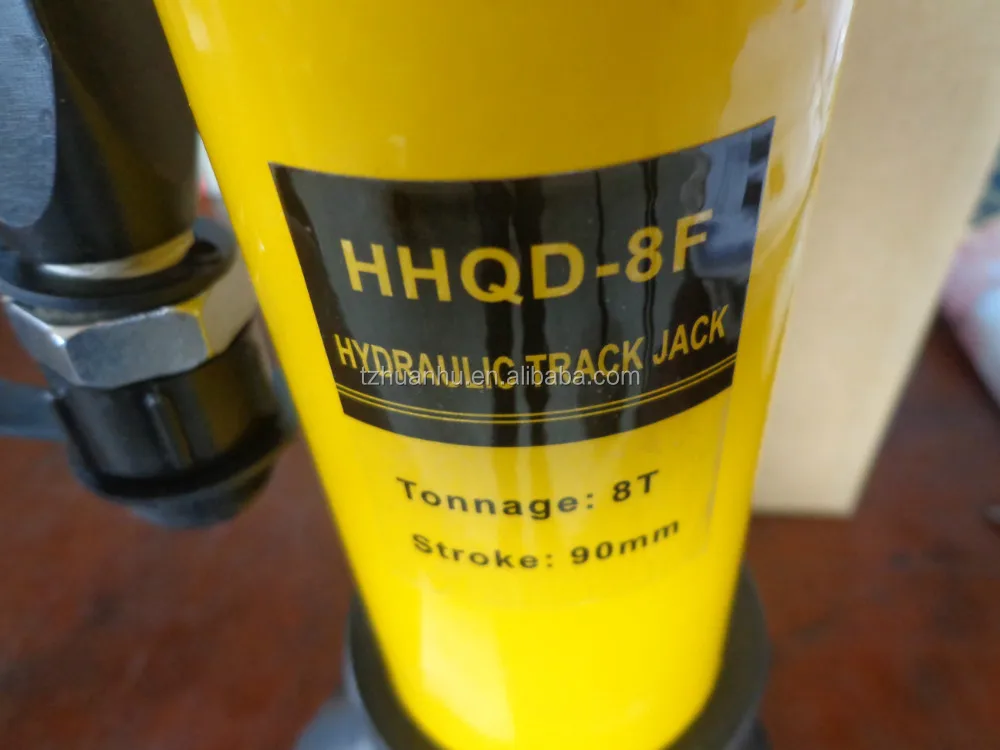 HHQD-8F
HYDRAULIC TRACK JACK
tzhuanhu.en.alibaba.com
Tonnage: 8T
Stroke: 90mm